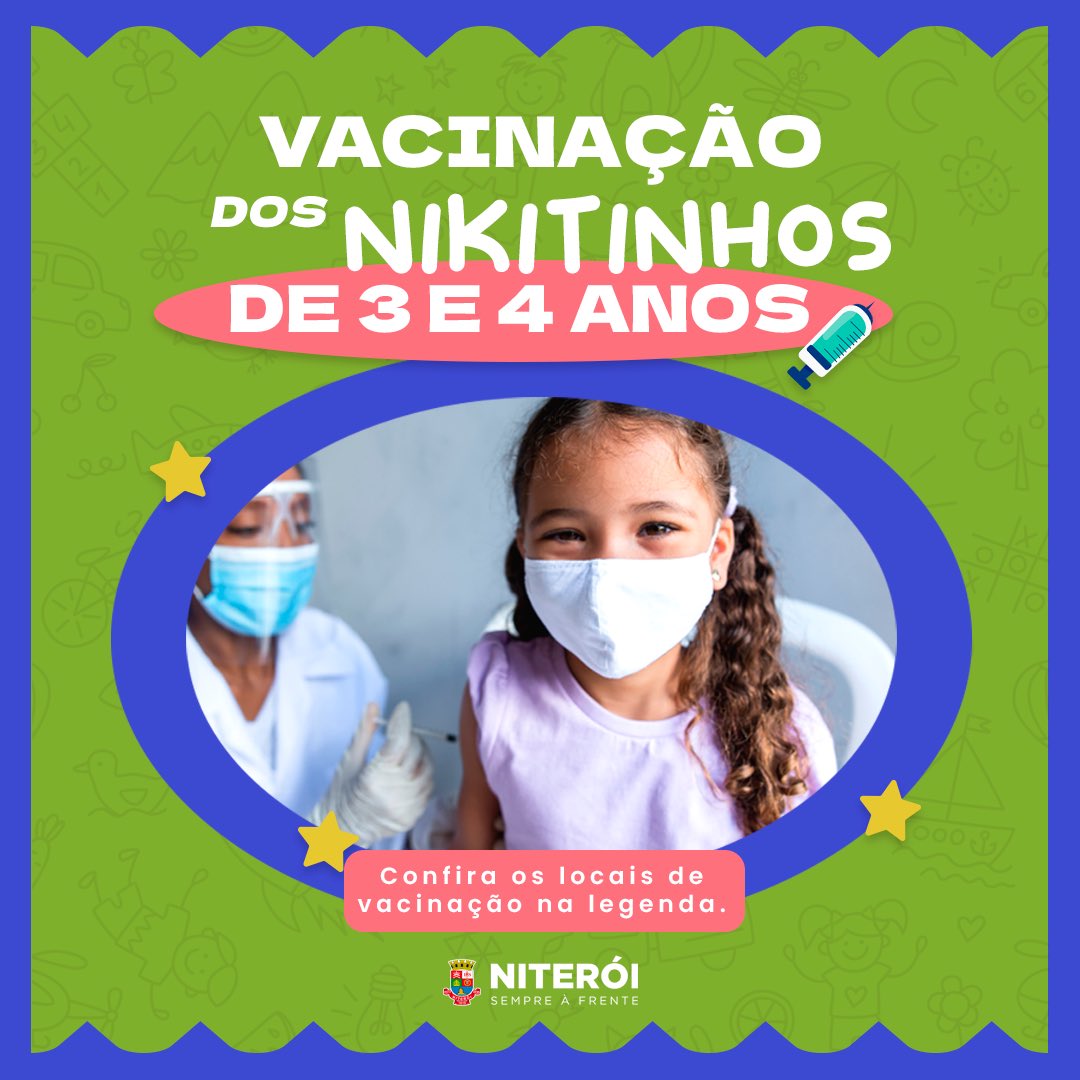 VACINAÇÃO
DOS NIKITINHOS
DE 3 E 4 ANOS
Confira os locais de
vacinação na legenda.
NITERÓI
SEMPRE À FRENTE